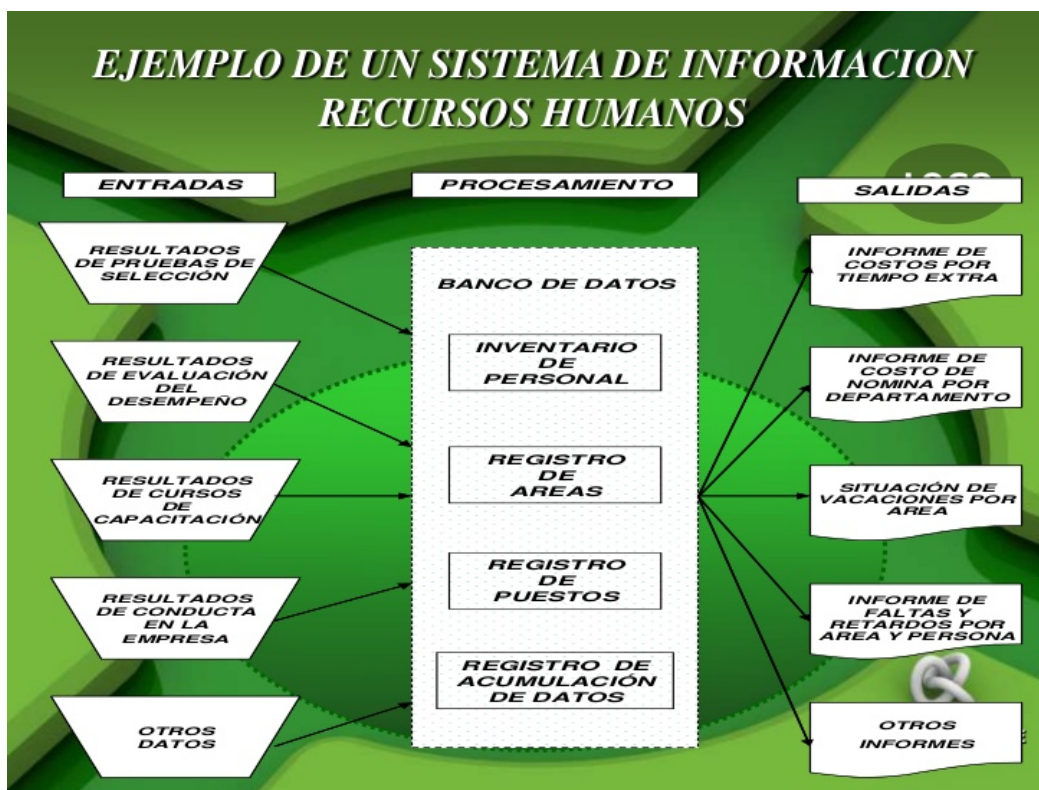 EJEMPLO DE UN SISTEMA DE INFORMACION
RECURSOS HUMANOS
ENTRADAS
RESULTADOS
DE PRUEBAS DE
SELECCIÓN
RESULTADOS
DE EVALUACIÓN
DEL
DESEMPEÑO
RESULTADOS
DE CURSOS
DE
CAPACITACIÓN
RESULTADOS
DE CONDUCTA
EN LA
EMPRESA
OTROS
DATOS
PROCESAMIENTO
BANCO DE DATOS
INVENTARIO
DE
PERSONAL
REGISTRO
DE
AREAS
REGISTRO
DE
PUESTOS
REGISTRO DE
ACUMULACIÓN
DE DATOS
SALIDAS
INFORME DE
COSTOS POR
TIEMPO EXTRA
INFORME DE
COSTO DE
NOMINA POR
DEPARTAMENTO
SITUACIÓN DE
VACACIONES POR
AREA
INFORME DE
FALTAS Y
RETARDOS POR
AREA Y PERSONA
OTROS
INFORMES